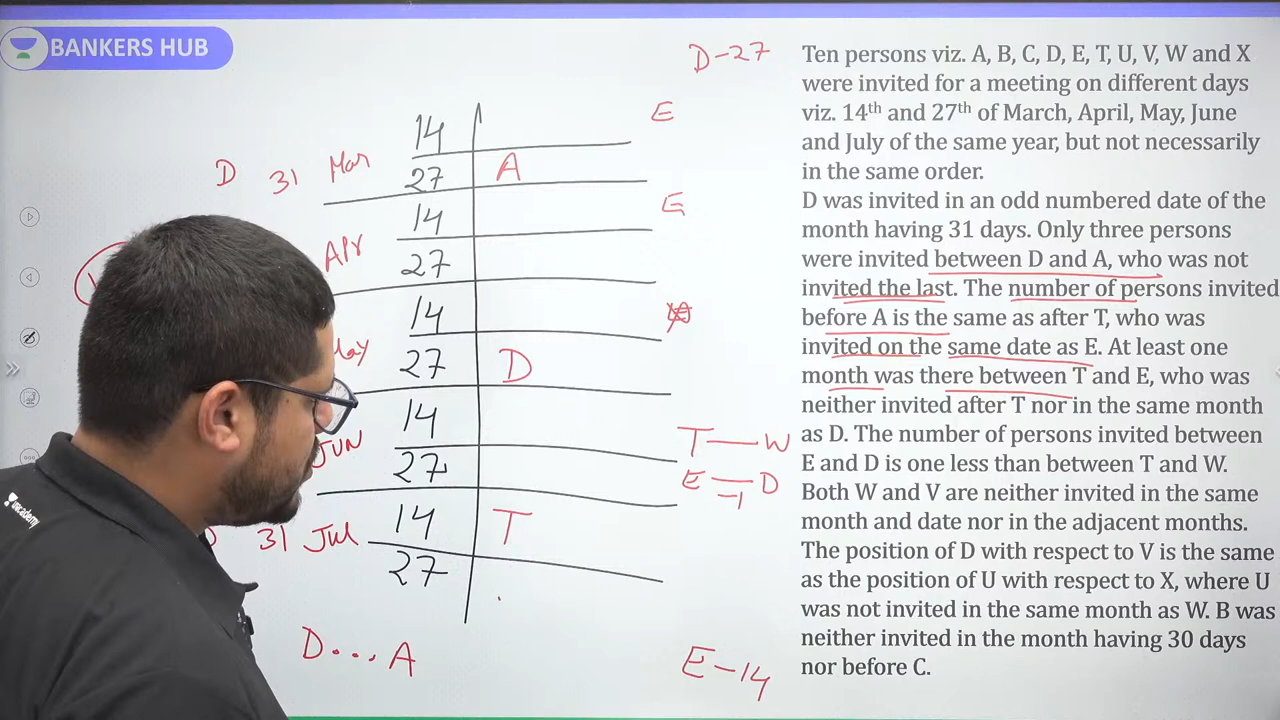 BANKERS HUB
D-27
E
14
A
D 31 Mar 27
14 E
APr 27
14
May 27 D
14
JUN 27
T — W
E — D
-1
31 Jul 14 T
27
D...A
E-14
unacademy
Ten persons viz. A, B, C, D, E, T, U, V, W and X
were invited for a meeting on different days
viz. 14th and 27th of March, April, May, June
and July of the same year, but not necessarily
in the same order.
D was invited in an odd numbered date of the
month having 31 days. Only three persons
were invited between D and A, who was not
invited the last. The number of persons invited
before A is the same as after T, who was
invited on the same date as E. At least one
month was there between T and E, who was
neither invited after T nor in the same month
as D. The number of persons invited between
E and D is one less than between T and W.
Both W and V are neither invited in the same
month and date nor in the adjacent months.
The position of D with respect to V is the same
as the position of U with respect to X, where U
was not invited in the same month as W. B was
neither invited in the month having 30 days
nor before C.